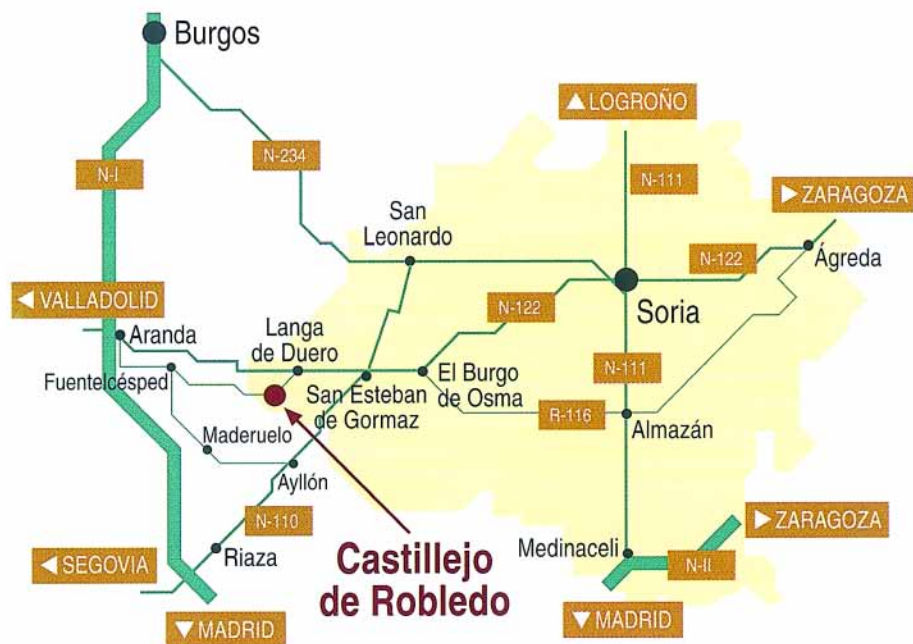 Burgos
▲ LOGROÑO
N-I
N-234
N-111
▶ ZARAGOZA
San
Leonardo
N-122
Ágreda
◀ VALLADOLID
N-122
Soria
Aranda
Langa
de Duero
N-111
Fuentelcésped
San Esteban
de Gormaz
El Burgo
de Osma
R-116
Almazán
Maderuelo
Ayllón
N-110
▶ ZARAGOZA
Riaza
Castillejo
de Robledo
Medinaceli
N-II
◀ SEGOVIA
▼ MADRID
▼ MADRID